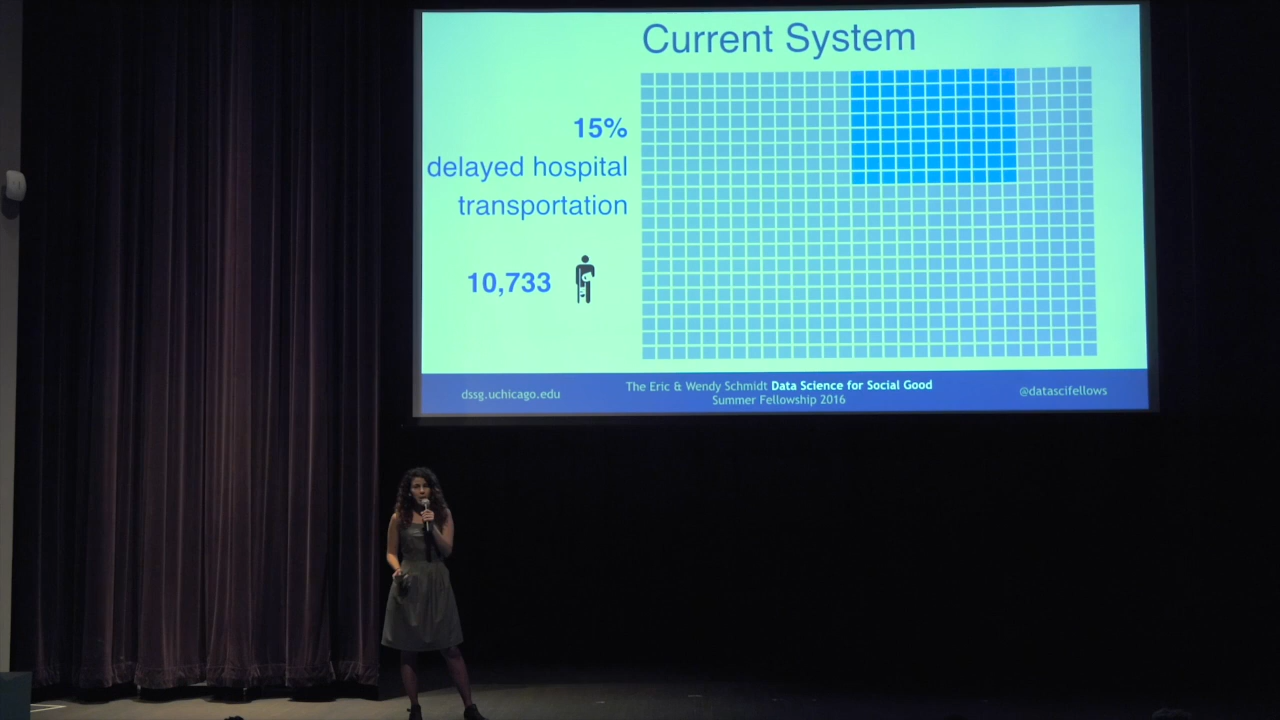 Current System
15%
delayed hospital
transportation
10,733
dssg.uchicago.edu
The Eric & Wendy Schmidt Data Science for Social Good
Summer Fellowship 2016
@datascifellows